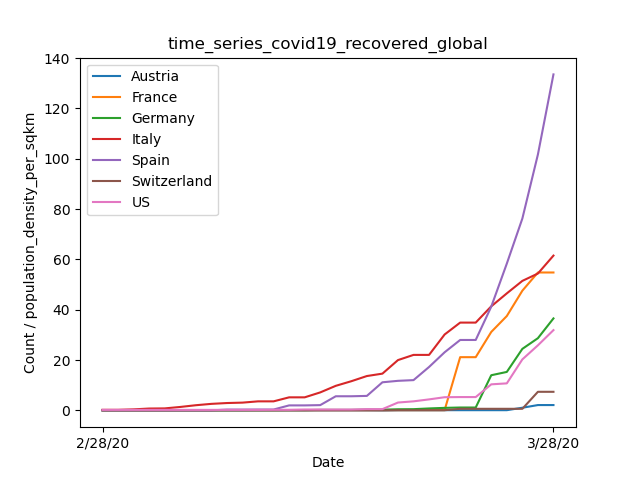 time_series_covid19_recovered_global
Count / population_density_per_sqkm
140
120
100
80
60
40
20
0
Austria
France
Germany
Italy
Spain
Switzerland
US
2/28/20
3/28/20
Date